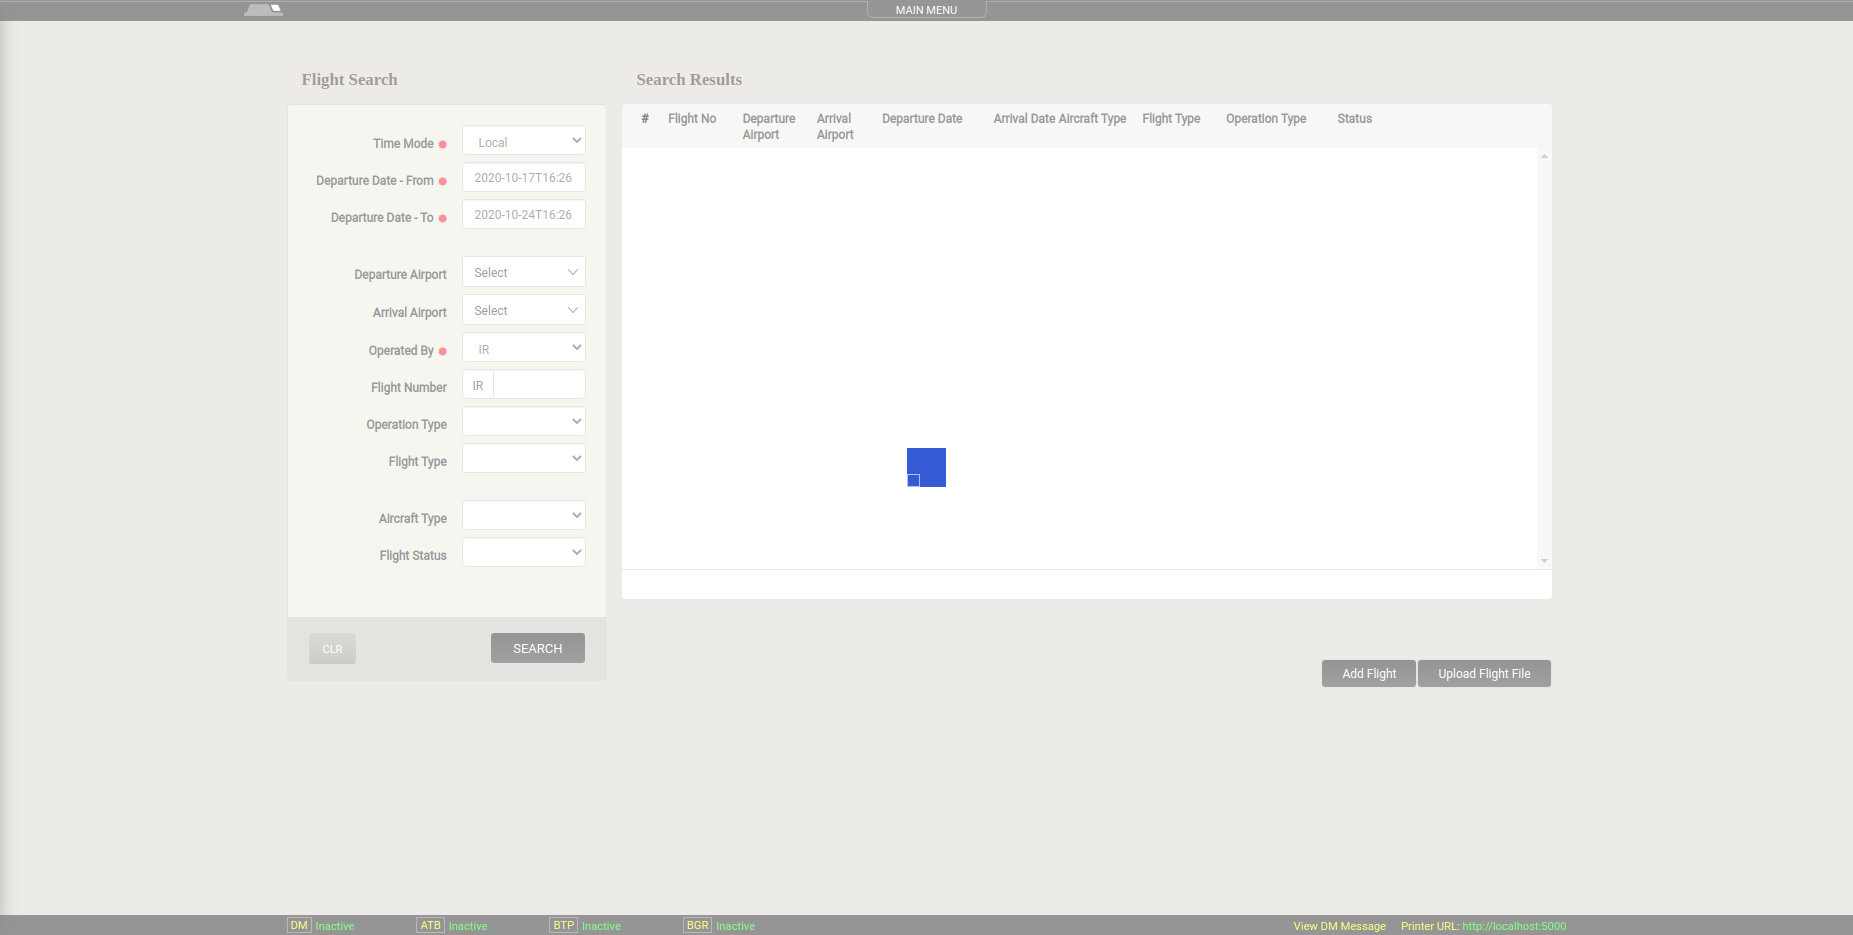 MAIN MENU
Flight Search
Time Mode
Local
Departure Date - From
2020-10-17T16:26
Departure Date - To
2020-10-24T16:26
Departure Airport
Select
Arrival Airport
Select
Operated By
IR
Flight Number
IR
Operation Type
Flight Type
Aircraft Type
Flight Status
CLR
SEARCH
Search Results
# Flight No Departure Airport Arrival Airport Departure Date Arrival Date Aircraft Type Flight Type Operation Type Status
Add Flight
Upload Flight File
DM Inactive ATB Inactive BTP Inactive BGR Inactive View DM Message Printer URL: http://localhost:5000